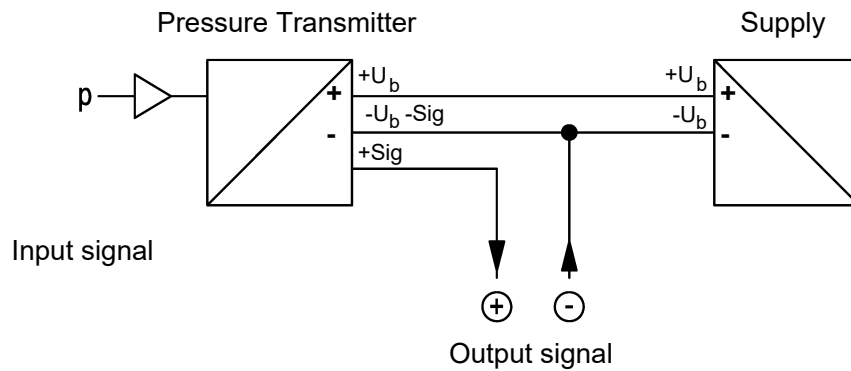 Pressure Transmitter
Supply
p
+U_b
+U_b
+
+
-U_b -Sig
-U_b
-
-
+Sig
Input signal
+
-
Output signal